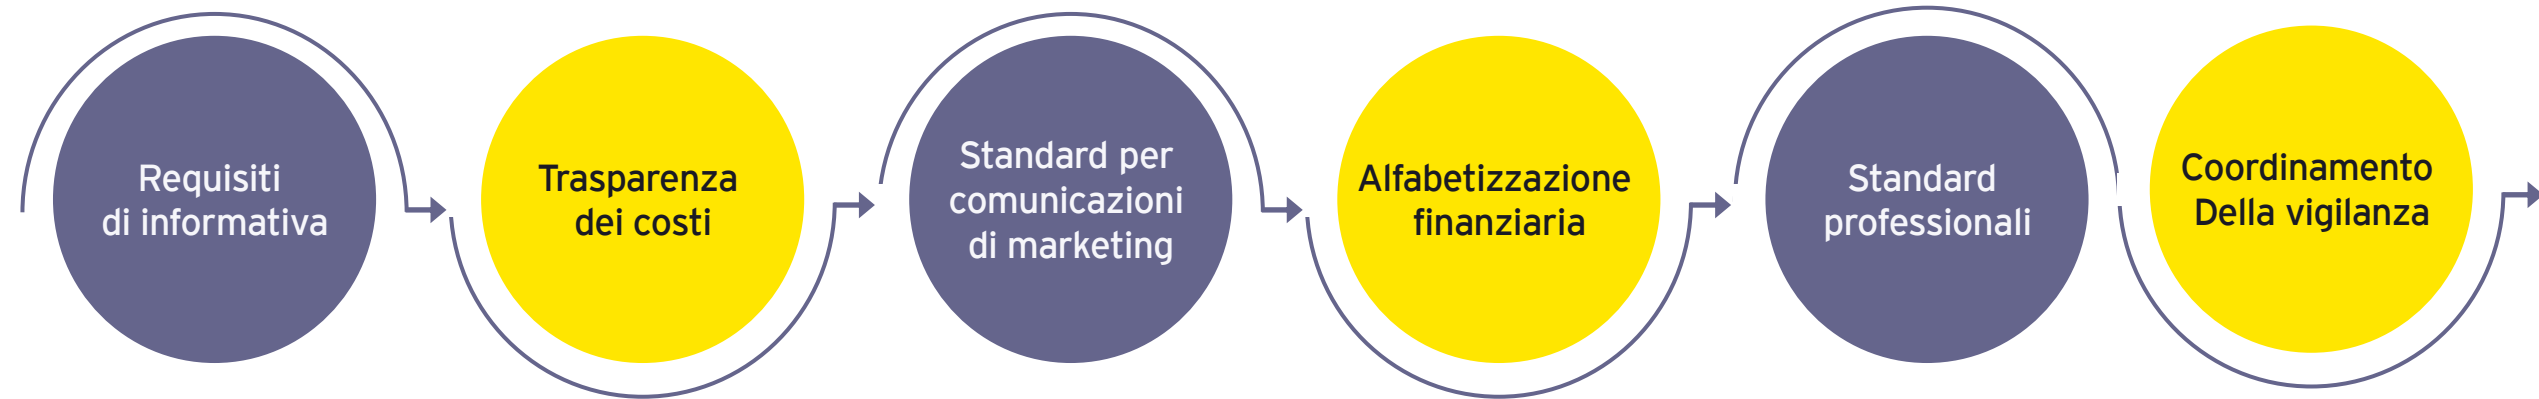 Requisiti
di informativa
Trasparenza
dei costi
Standard per
comunicazioni
di marketing
Alfabetizzazione
finanziaria
Standard
professionali
Coordinamento
Della vigilanza